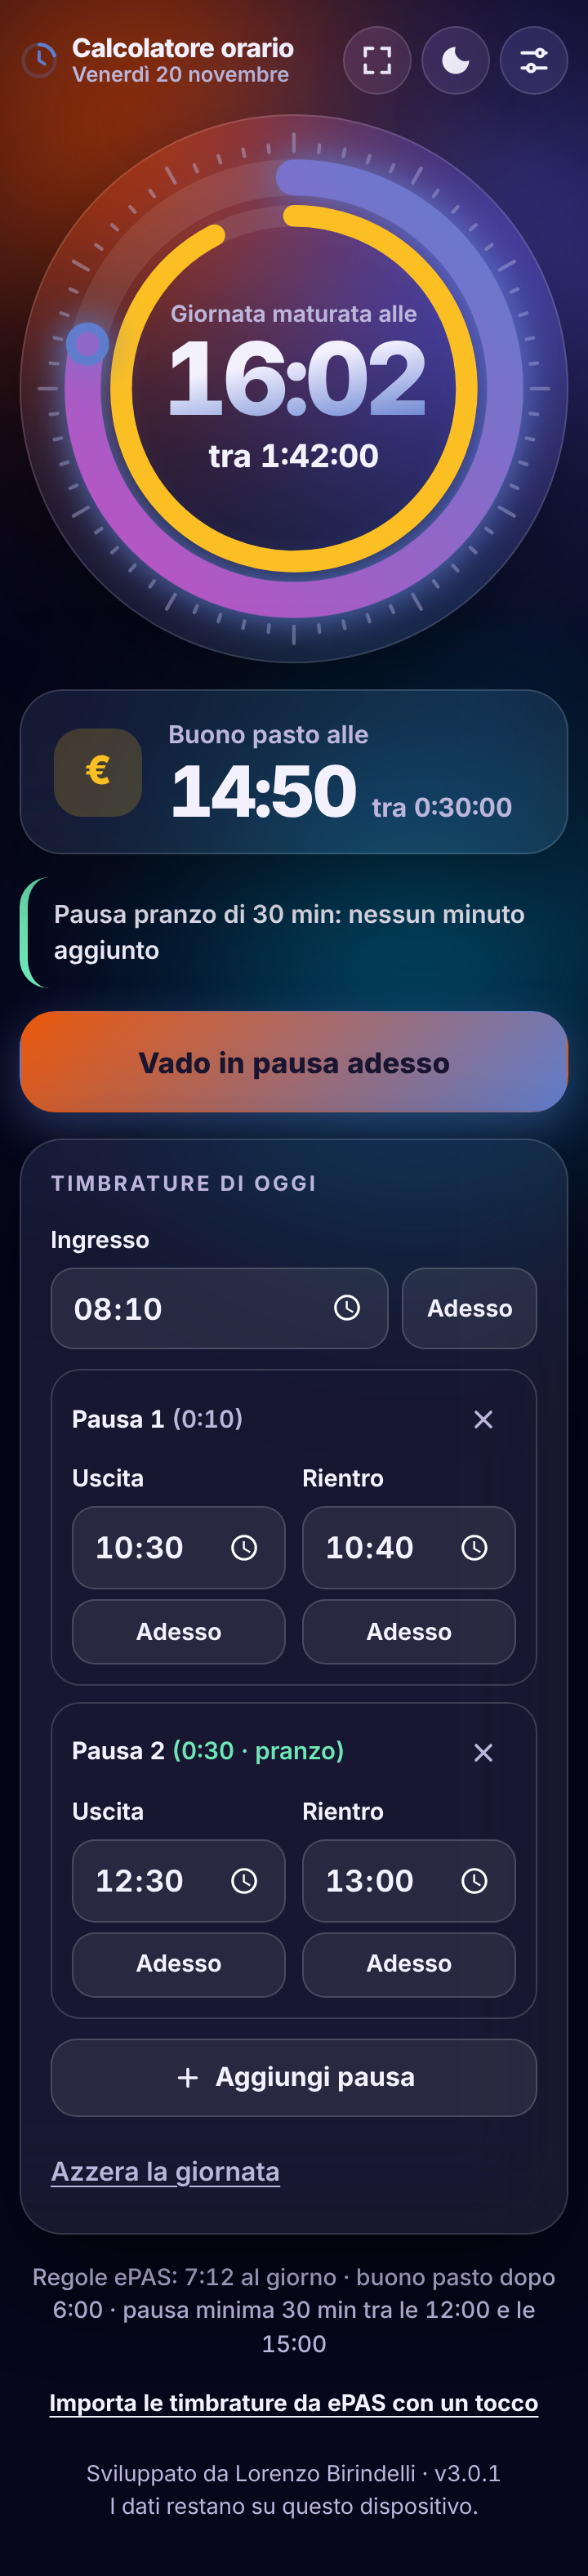 Calcolatore orario
Venerdì 20 novembre
Giornata maturata alle
16:02
tra 1:42:00
€
Buono pasto alle
14:50 tra 0:30:00
Pausa pranzo di 30 min: nessun minuto
aggiunto
Vado in pausa adesso
TIMBRATURE DI OGGI
Ingresso
08:10 Adesso
Pausa 1 (0:10)
Uscita Rientro
10:30 10:40
Adesso Adesso
Pausa 2 (0:30 · pranzo)
Uscita Rientro
12:30 13:00
Adesso Adesso
+ Aggiungi pausa
Azzera la giornata
Regole ePAS: 7:12 al giorno · buono pasto dopo
6:00 · pausa minima 30 min tra le 12:00 e le
15:00
Importa le timbrature da ePAS con un tocco
Sviluppato da Lorenzo Birindelli · v3.0.1
I dati restano su questo dispositivo.